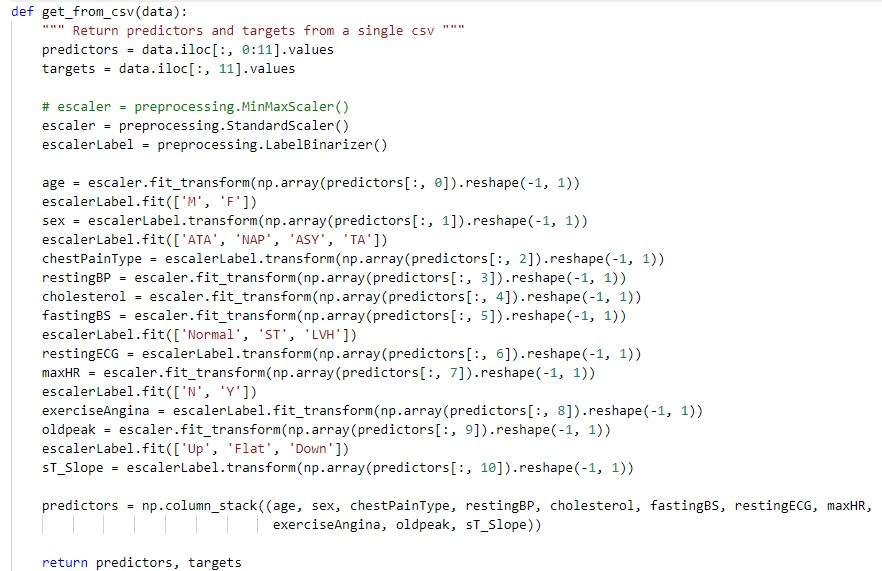 def get_from_csv(data):
    """ Return predictors and targets from a single csv """
    predictors = data.iloc[:, 0:11].values
    targets = data.iloc[:, 11].values

    # escaler = preprocessing.MinMaxScaler()
    escaler = preprocessing.StandardScaler()
    escalerLabel = preprocessing.LabelBinarizer()

    age = escaler.fit_transform(np.array(predictors[:, 0]).reshape(-1, 1))
    escalerLabel.fit(['M', 'F'])
    sex = escalerLabel.transform(np.array(predictors[:, 1]).reshape(-1, 1))
    escalerLabel.fit(['ATA', 'NAP', 'ASY', 'TA'])
    chestPainType = escalerLabel.transform(np.array(predictors[:, 2]).reshape(-1, 1))
    restingBP = escaler.fit_transform(np.array(predictors[:, 3]).reshape(-1, 1))
    cholesterol = escaler.fit_transform(np.array(predictors[:, 4]).reshape(-1, 1))
    fastingBS = escaler.fit_transform(np.array(predictors[:, 5]).reshape(-1, 1))
    escalerLabel.fit(['Normal', 'ST', 'LVH'])
    restingECG = escalerLabel.transform(np.array(predictors[:, 6]).reshape(-1, 1))
    maxHR = escaler.fit_transform(np.array(predictors[:, 7]).reshape(-1, 1))
    escalerLabel.fit(['N', 'Y'])
    exerciseAngina = escalerLabel.fit_transform(np.array(predictors[:, 8]).reshape(-1, 1))
    oldpeak = escaler.fit_transform(np.array(predictors[:, 9]).reshape(-1, 1))
    escalerLabel.fit(['Up', 'Flat', 'Down'])
    sT_Slope = escalerLabel.transform(np.array(predictors[:, 10]).reshape(-1, 1))

    predictors = np.column_stack((age, sex, chestPainType, restingBP, cholesterol, fastingBS, restingECG, maxHR,
                                  exerciseAngina, oldpeak, sT_Slope))

    return predictors, targets